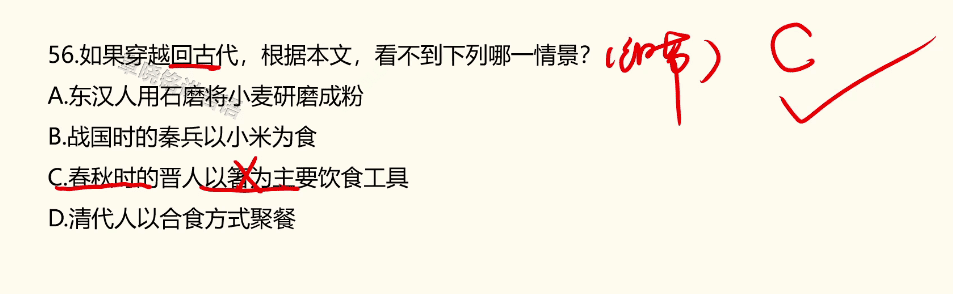 56.如果穿越回古代，根据本文，看不到下列哪一情景？（细节） C
A.东汉人用石磨将小麦研磨成粉
B.战国时的秦兵以小米为食
C.春秋时的晋人以箸为主要饮食工具
D.清代人以合食方式聚餐